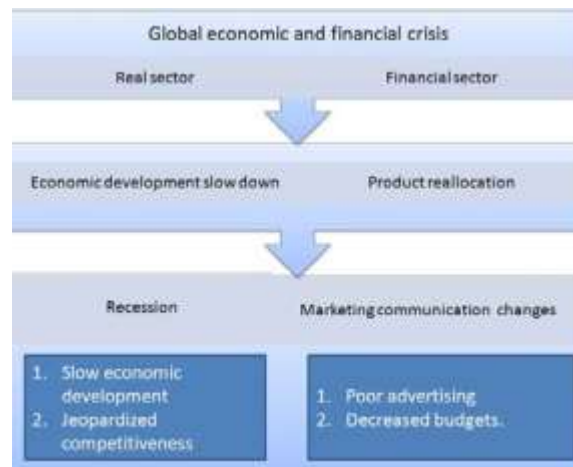 Global economic and financial crisis
Real sector
Financial sector
Economic development slow down
Product reallocation
Recession
Marketing communication changes
1. Slow economic
development
2. Jeopardized
competitiveness
1. Poor advertising
2. Decreased budgets.